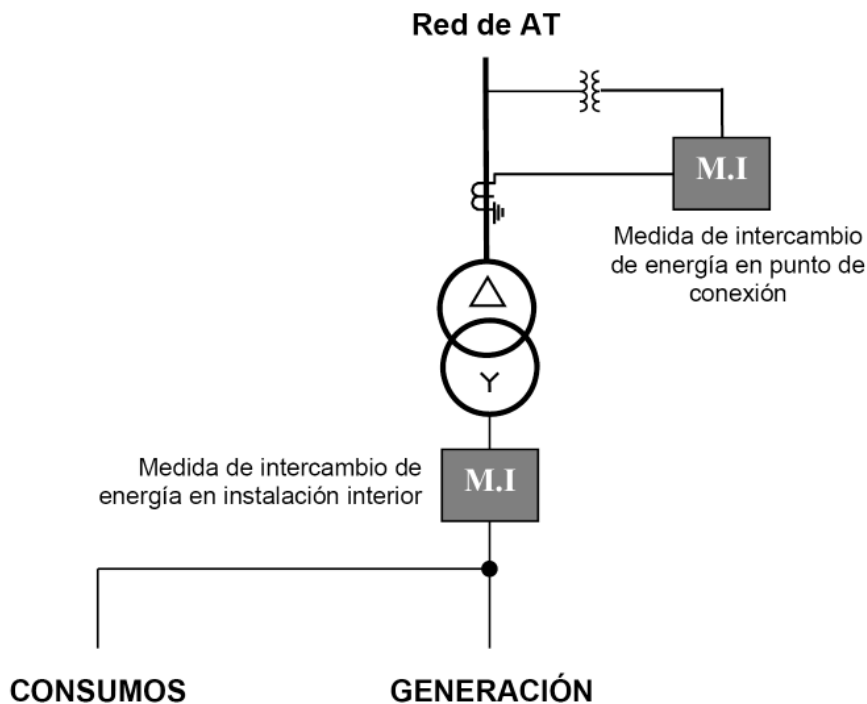 Red de AT
M.I
Medida de intercambio
de energía en punto de
conexión
Medida de intercambio de
energía en instalación interior
M.I
CONSUMOS
GENERACIÓN